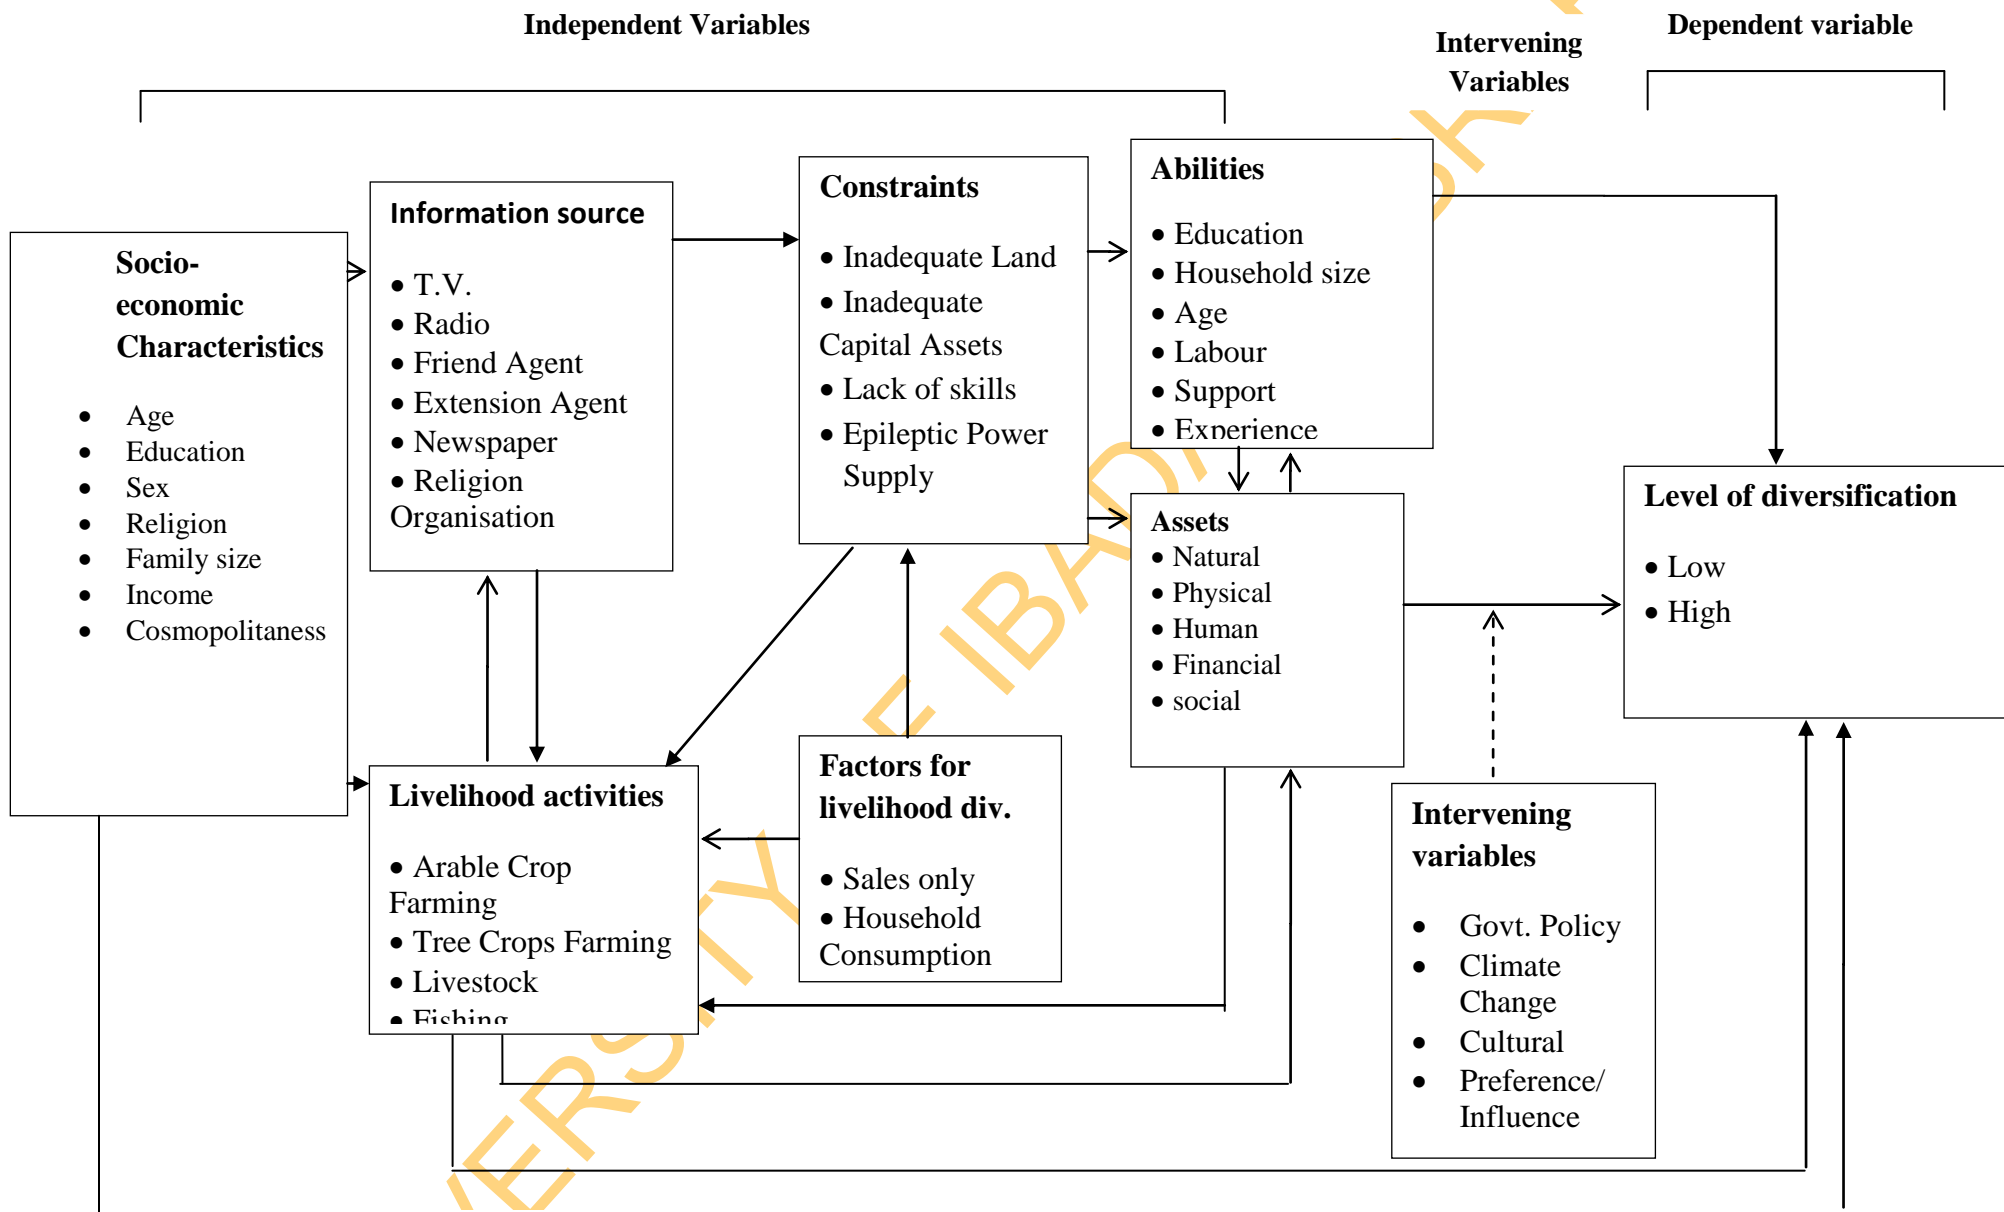 Independent Variables
Intervening
Variables
Dependent variable
Socio-
economic
Characteristics
• Age
• Education
• Sex
• Religion
• Family size
• Income
• Cosmopolitaness
Information source
• T.V.
• Radio
• Friend Agent
• Extension Agent
• Newspaper
• Religion
Organisation
Constraints
• Inadequate Land
• Inadequate
Capital Assets
• Lack of skills
• Epileptic Power
Supply
Abilities
• Education
• Household size
• Age
• Labour
• Support
• Experience
Assets
• Natural
• Physical
• Human
• Financial
• social
Level of diversification
• Low
• High
Livelihood activities
• Arable Crop
Farming
• Tree Crops Farming
• Livestock
• Fishing
Factors for
livelihood div.
• Sales only
• Household
Consumption
Intervening
variables
• Govt. Policy
• Climate
Change
• Cultural
• Preference/
Influence